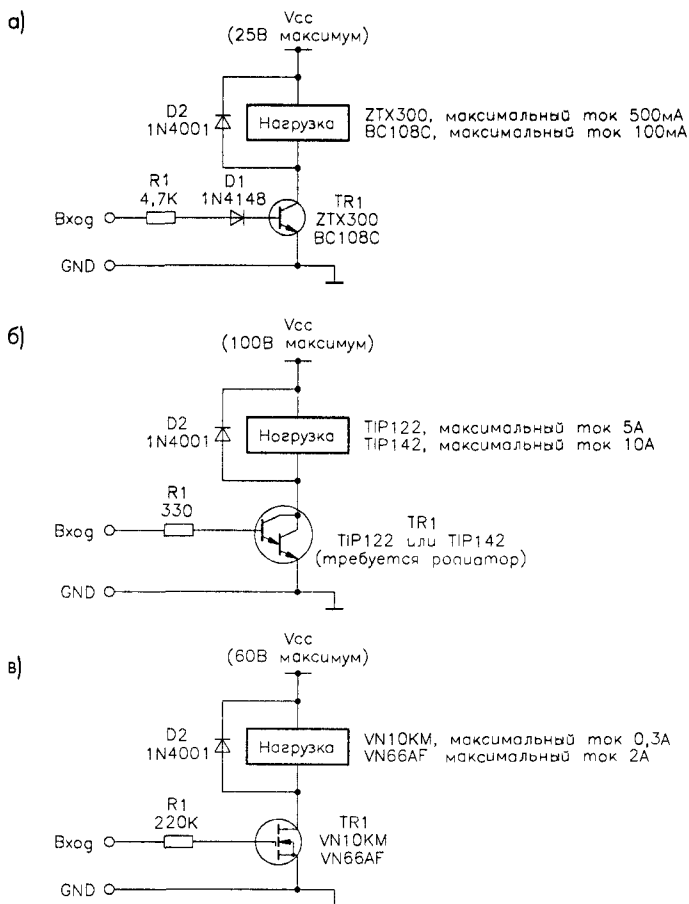 а)
Vcc
(25В максимум)
D2
1N4001
Нагрузка
ZTX300, максимальный ток 500мА
BC108C, максимальный ток 100мА
R1
4,7K
D1
1N4148
Вход
TR1
ZTX300
BC108C
GND
б)
Vcc
(100В максимум)
D2
1N4001
Нагрузка
TIP122, максимальный ток 5А
TIP142, максимальный ток 10А
R1
330
Вход
TR1
TIP122 или TIP142
(требуется ропиатор)
GND
в)
Vcc
(60В максимум)
D2
1N4001
Нагрузка
VN10KM, максимальный ток 0,3А
VN66AF максимальный ток 2А
R1
220K
Вход
TR1
VN10KM
VN66AF
GND